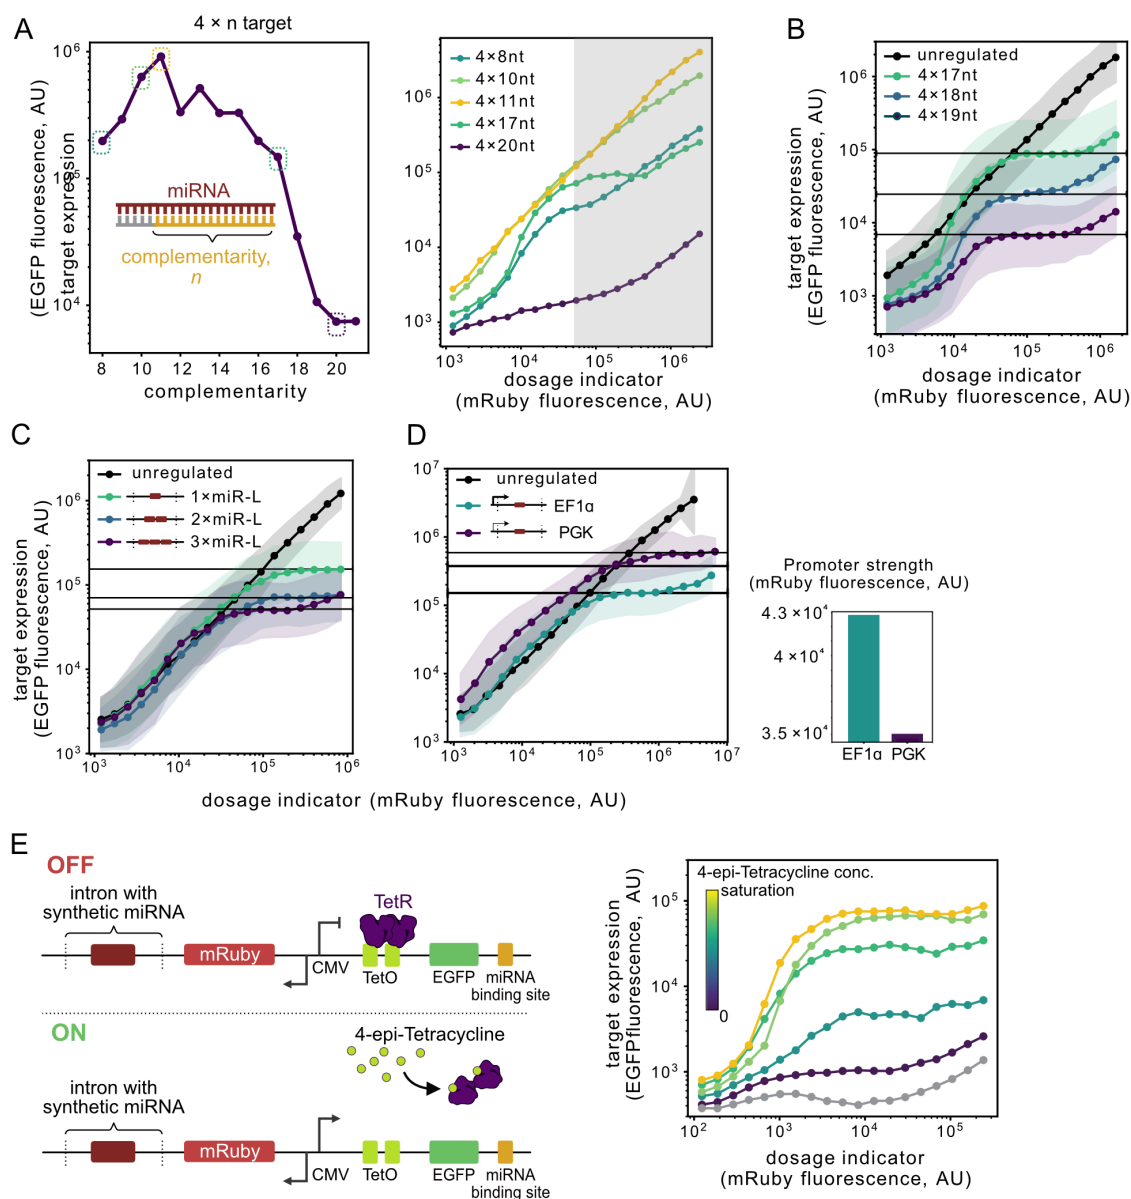 A
4 × n target
10⁶
10⁵
10⁴
(EGFP fluorescence, AU)
target expression
miRNA
complementarity,
n
8
10
12
14
16
18
20
complementarity
4×8nt
4×10nt
4×11nt
4×17nt
4×20nt
10⁶
10⁵
10⁴
10³
10³
10⁴
10⁵
10⁶
dosage indicator
(mRuby fluorescence, AU)
B
unregulated
4×17nt
4×18nt
4×19nt
target expression
(EGFP fluorescence, AU)
10⁶
10⁵
10⁴
10³
10³
10⁴
10⁵
10⁶
dosage indicator
(mRuby fluorescence, AU)
C
unregulated
1×miR-L
2×miR-L
3×miR-L
target expression
(EGFP fluorescence, AU)
10⁶
10⁵
10⁴
10³
10³
10⁴
10⁵
10⁶
D
unregulated
EF1α
PGK
10⁷
10⁶
10⁵
10⁴
10³
10³
10⁴
10⁵
10⁶
10⁷
dosage indicator (mRuby fluorescence, AU)
Promoter strength
(mRuby fluorescence, AU)
4.3 ×10⁴
4 ×10⁴
3.5 ×10⁴
EF1α PGK
E
OFF
intron with
synthetic miRNA
mRuby
CMV
TetR
TetO
EGFP
miRNA
binding site
ON
4-epi-Tetracycline
intron with
synthetic miRNA
mRuby
CMV
TetO
EGFP
miRNA
binding site
4-epi-Tetracycline conc.
saturation
0
target expression
(EGFPfluorescence, AU)
10⁵
10⁴
10³
10²
10³
10⁴
10⁵
dosage indicator
(mRuby fluorescence, AU)